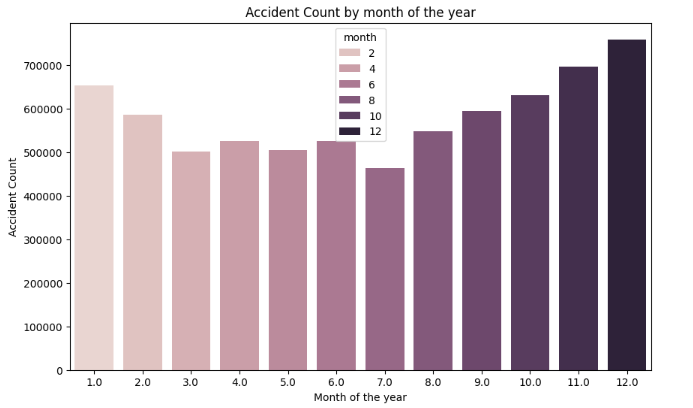 Accident Count by month of the year
month
2
4
6
8
10
12
700000
600000
500000
400000
300000
200000
100000
0
Accident Count
1.0 2.0 3.0 4.0 5.0 6.0 7.0 8.0 9.0 10.0 11.0 12.0
Month of the year